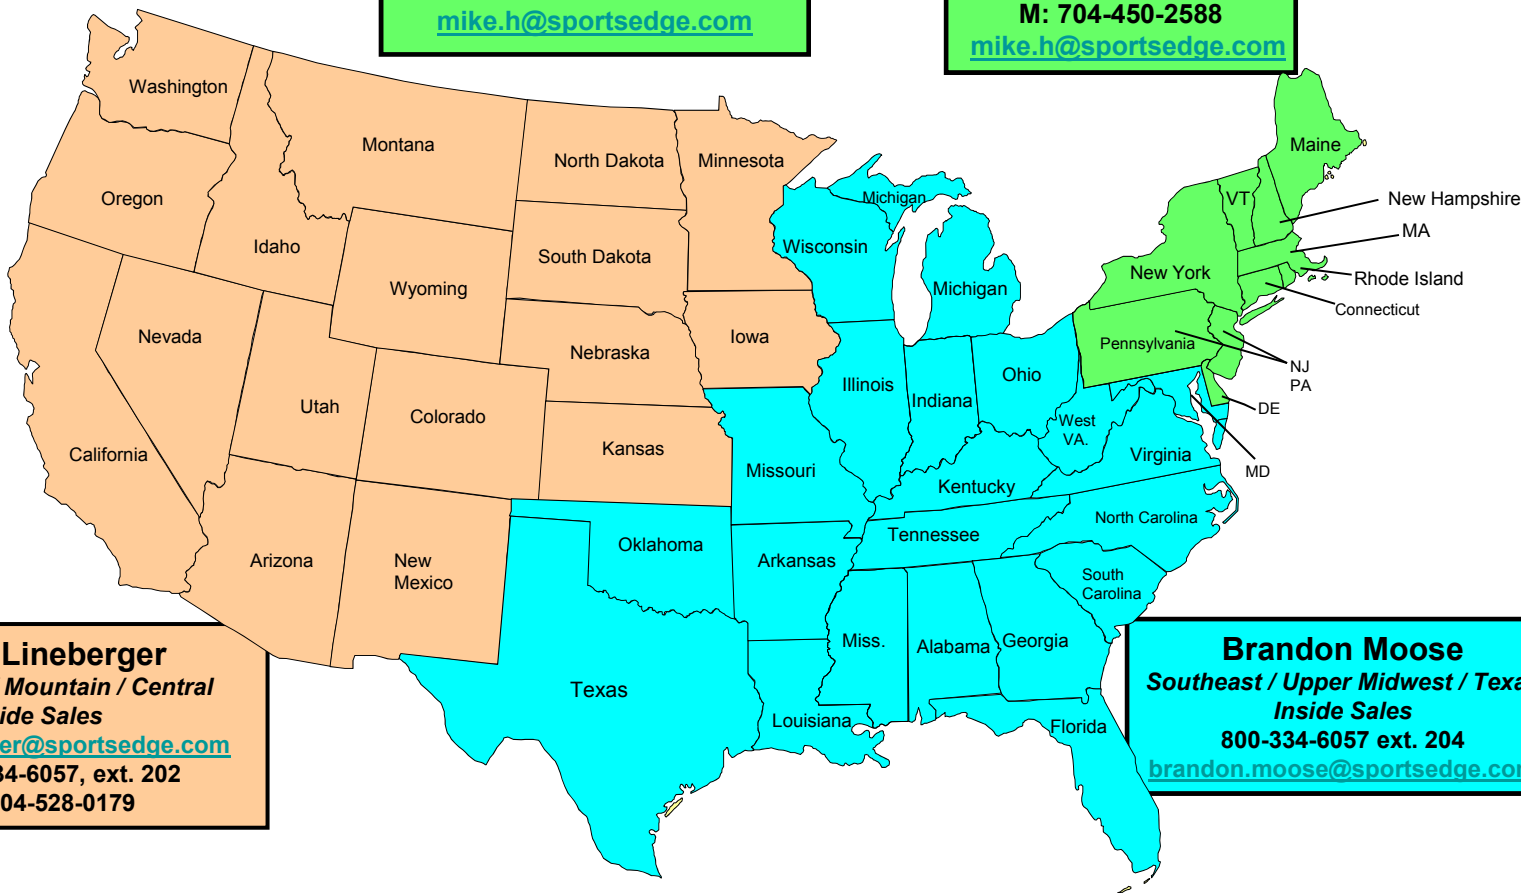 mike.h@sportsedge.com
M: 704-450-2588
mike.h@sportsedge.com
Washington
Montana
North Dakota
Minnesota
Maine
Oregon
Michigan
VT
New Hampshire
MA
Idaho
South Dakota
Wisconsin
New York
Rhode Island
Wyoming
Michigan
Connecticut
Nevada
Nebraska
Iowa
Pennsylvania
NJ
PA
Utah
Colorado
Illinois
Indiana
Ohio
DE
California
Kansas
Missouri
West
VA.
Virginia
MD
Kentucky
North Carolina
Oklahoma
Tennessee
Arizona
New
Mexico
Arkansas
South
Carolina
Miss.
Alabama
Georgia
Texas
Louisiana
Florida
Lineberger
Mountain / Central
ide Sales
er@sportsedge.com
34-6057, ext. 202
04-528-0179
Brandon Moose
Southeast / Upper Midwest / Texa
Inside Sales
800-334-6057 ext. 204
brandon.moose@sportsedge.co